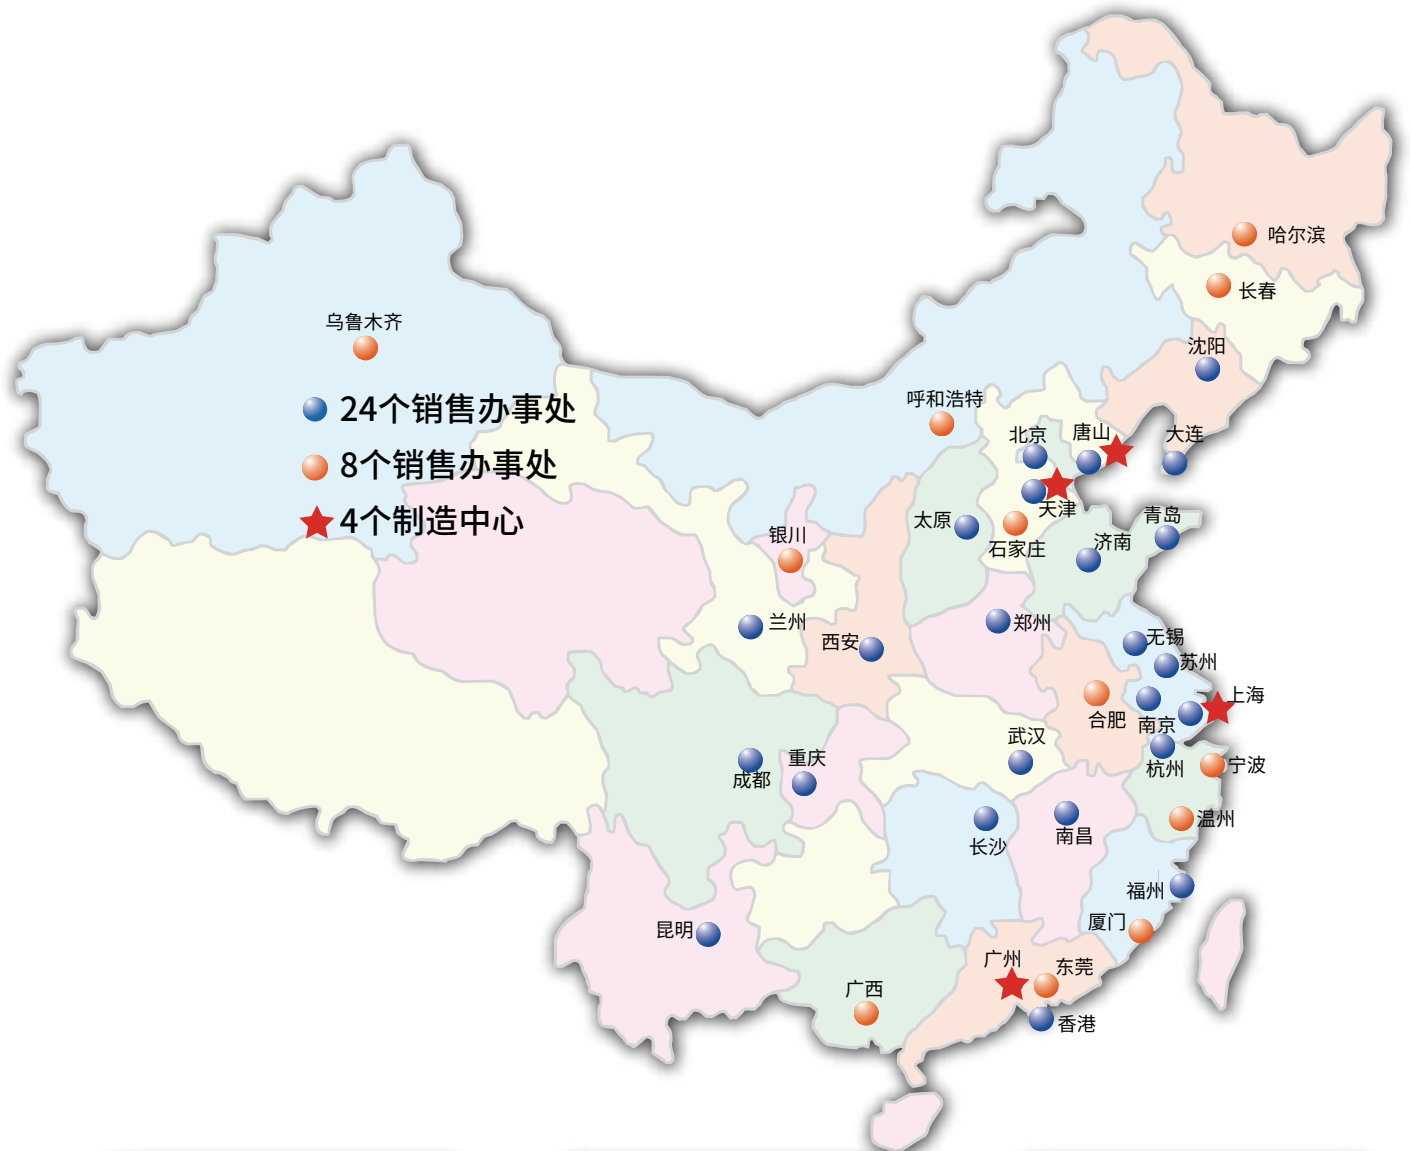 哈尔滨
长春
乌鲁木齐
沈阳
24个销售办事处
呼和浩特
北京
唐山
大连
8个销售办事处
天津
4个制造中心
太原
青岛
银川
石家庄
济南
兰州
郑州
西安
无锡
苏州
上海
合肥
南京
武汉
重庆
成都
杭州
宁波
温州
南昌
长沙
福州
厦门
昆明
广州
东莞
广西
香港